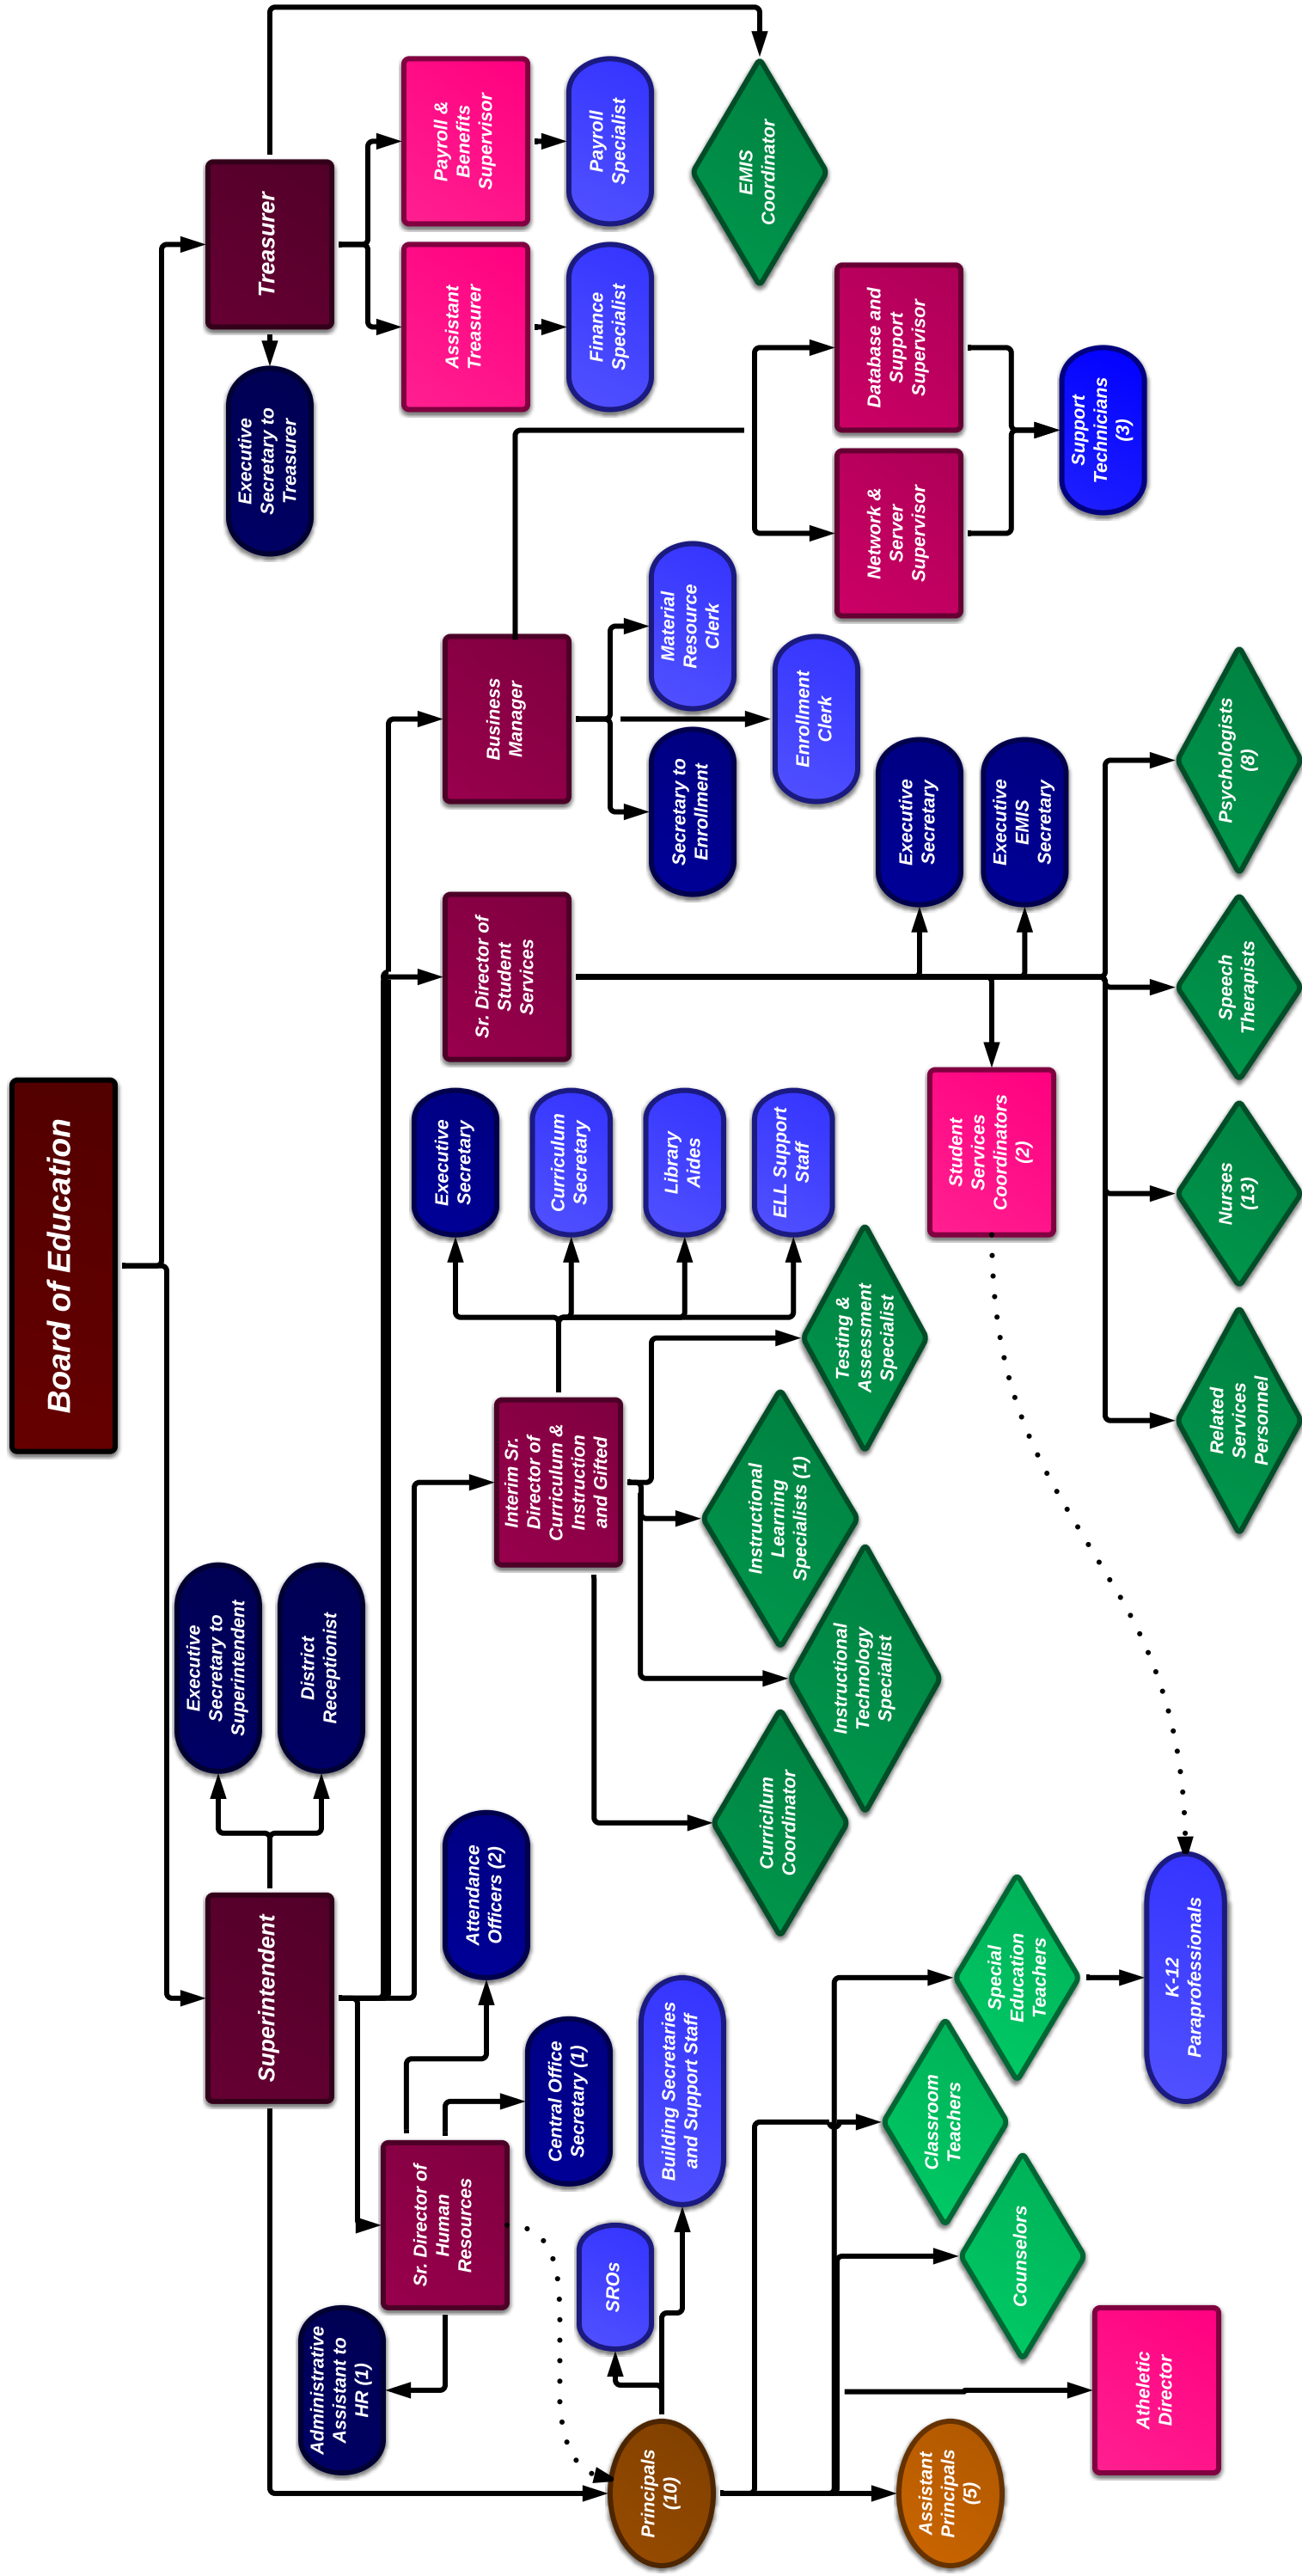 Board of Education
Superintendent
Executive
Secretary to
Superintendent
District
Receptionist
Treasurer
Executive
Secretary to
Treasurer
Assistant
Treasurer
Payroll &
Benefits
Supervisor
Finance
Specialist
Payroll
Specialist
EMIS
Coordinator
Administrative
Assistant to
HR (1)
Sr. Director of
Human
Resources
Attendance
Officers (2)
Central Office
Secretary (1)
Interim Sr.
Director of
Curriculum &
Instruction
and Gifted
Executive
Secretary
Curriculum
Secretary
Library
Aides
ELL Support
Staff
Sr. Director of
Student
Services
Business
Manager
Secretary to
Enrollment
Material
Resource
Clerk
Enrollment
Clerk
Network &
Server
Supervisor
Database and
Support
Supervisor
Support
Technicians
(3)
Principals
(10)
SROs
Building Secretaries
and Support Staff
Curricilum
Coordinator
Instructional
Technology
Specialist
Instructional
Learning
Specialists (1)
Testing &
Assessment
Specialist
Executive
Secretary
Executive
EMIS
Secretary
Student
Services
Coordinators
(2)
Assistant
Principals
(5)
Atheletic
Director
Counselors
Classroom
Teachers
Special
Education
Teachers
K-12
Paraprofessionals
Related
Services
Personnel
Nurses
(13)
Speech
Therapists
Psychologists
(8)